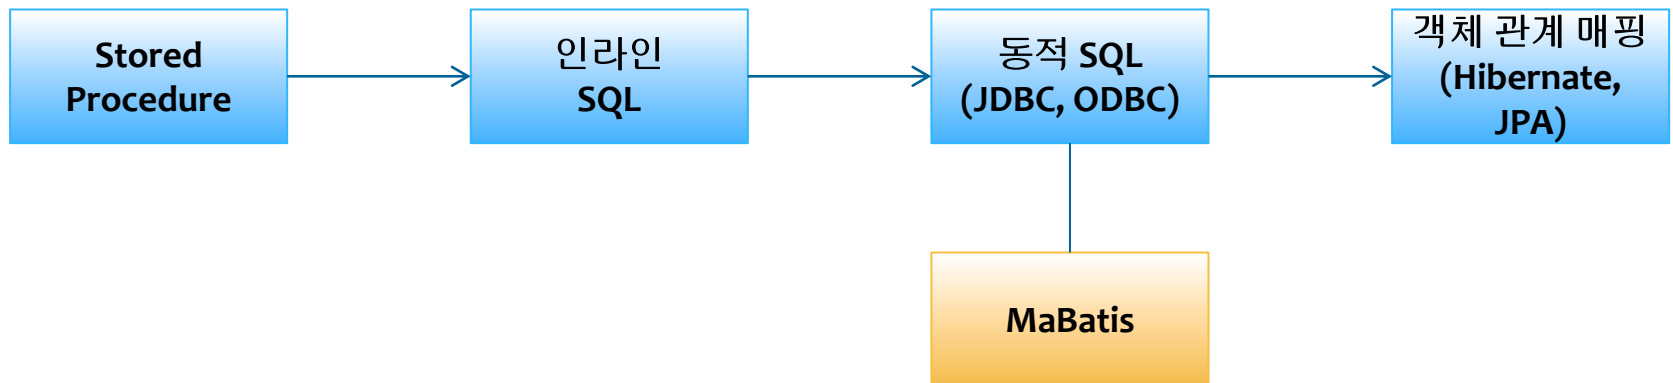 Stored
Procedure
인라인
SQL
동적 SQL
(JDBC, ODBC)
객체 관계 매핑
(Hibernate,
JPA)
MaBatis